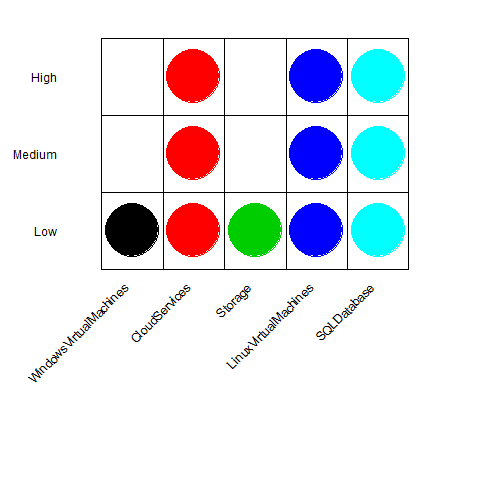 High
Medium
Low
WindowsVirtualMachines
CloudServices
Storage
LinuxVirtualMachines
SQLDatabase